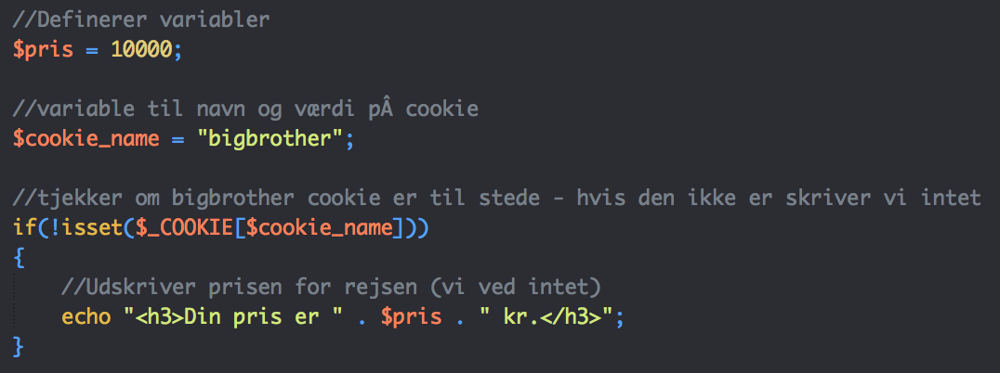 //Definerer variabler
$pris = 10000;
//variable til navn og værdi pÂ cookie
$cookie_name = "bigbrother";
//tjekker om bigbrother cookie er til stede - hvis den ikke er skriver vi intet
if(!isset($_COOKIE[$cookie_name]))
{
//Udskriver prisen for rejsen (vi ved intet)
echo "<h3>Din pris er " . $pris . " kr.</h3>";
}